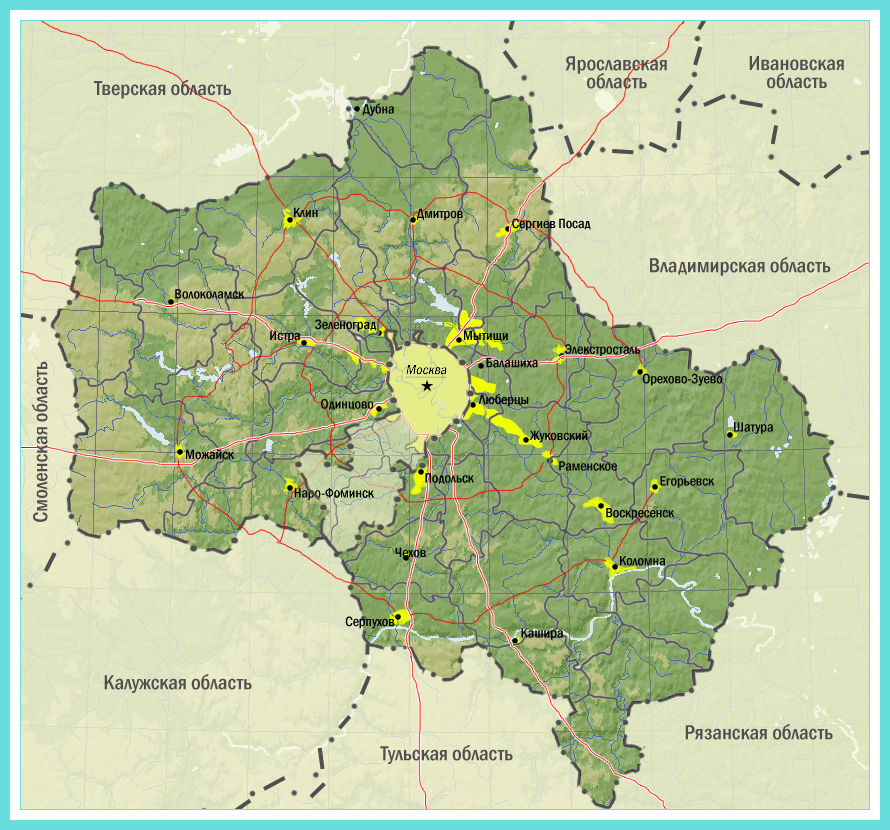 Ярославская
область
Ивановская
область
Тверская область
Дубна
Клин
Дмитров
Сергиев Посад
Владимирская область
Волоколамск
Зеленоград
Истра
Мытищи
Электросталь
Балашиха
Москва
Орехово-Зуево
Люберцы
Одинцово
Смоленская область
Шатура
Жуковский
Можайск
Раменское
Подольск
Егорьевск
Наро-Фоминск
Воскресенск
Чехов
Коломна
Серпухов
Кашира
Калужская область
Рязанская область
Тульская область